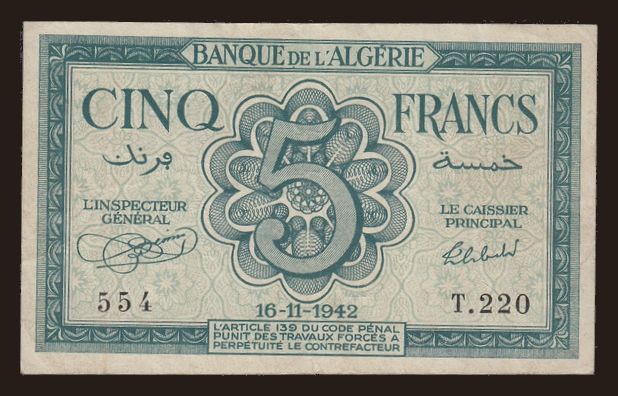 BANQUE DE L'ALGÉRIE
CINQ FRANCS
خمسة فرنك
5
L'INSPECTEUR
GÉNÉRAL
LE CAISSIER
PRINCIPAL
554
16-11-1942
T.220
L'ARTICLE 139 DU CODE PÉNAL
PUNIT DES TRAVAUX FORCÉS A
PERPÉTUITÉ LE CONTREFACTEUR